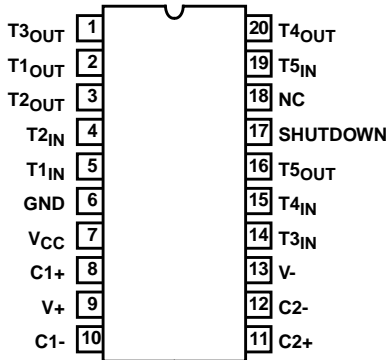 T3OUT 1 20 T4OUT
T1OUT 2 19 T5IN
T2OUT 3 18 NC
T2IN 4 17 SHUTDOWN
T1IN 5 16 T5OUT
GND 6 15 T4IN
VCC 7 14 T3IN
C1+ 8 13 V-
V+ 9 12 C2-
C1- 10 11 C2+